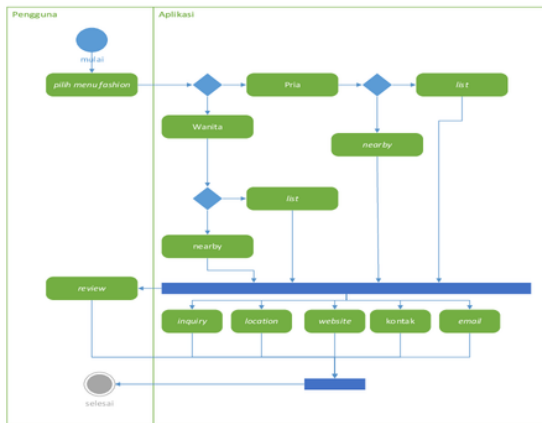 Pengguna
Aplikasi
mulai
pilih menu fashion
Pria
list
Wanita
nearby
list
nearby
review
inquiry
location
website
kontak
email
selesai